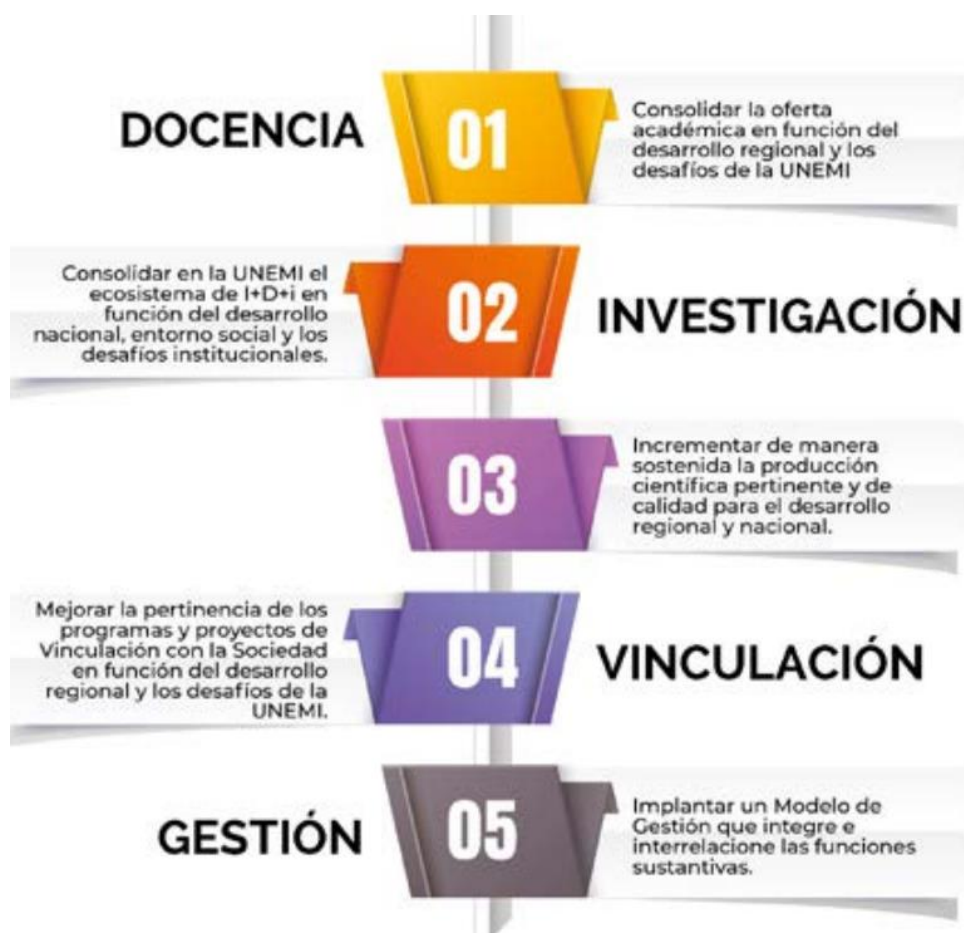 DOCENCIA
01
Consolidar la oferta
académica en función del
desarrollo regional y los
desafíos de la UNEMI
Consolidar en la UNEMI el
ecosistema de I+D+i en
función del desarrollo
nacional, entorno social y los
desafíos institucionales.
02
INVESTIGACIÓN
03
Incrementar de manera
sostenida la producción
científica pertinente y de
calidad para el desarrollo
regional y nacional.
Mejorar la pertinencia de los
programas y proyectos de
Vinculación con la Sociedad
en función del desarrollo
regional y los desafíos de la
UNEMI.
04
VINCULACIÓN
GESTIÓN
05
Implantar un Modelo de
Gestión que integre e
interrelacione las funciones
sustantivas.